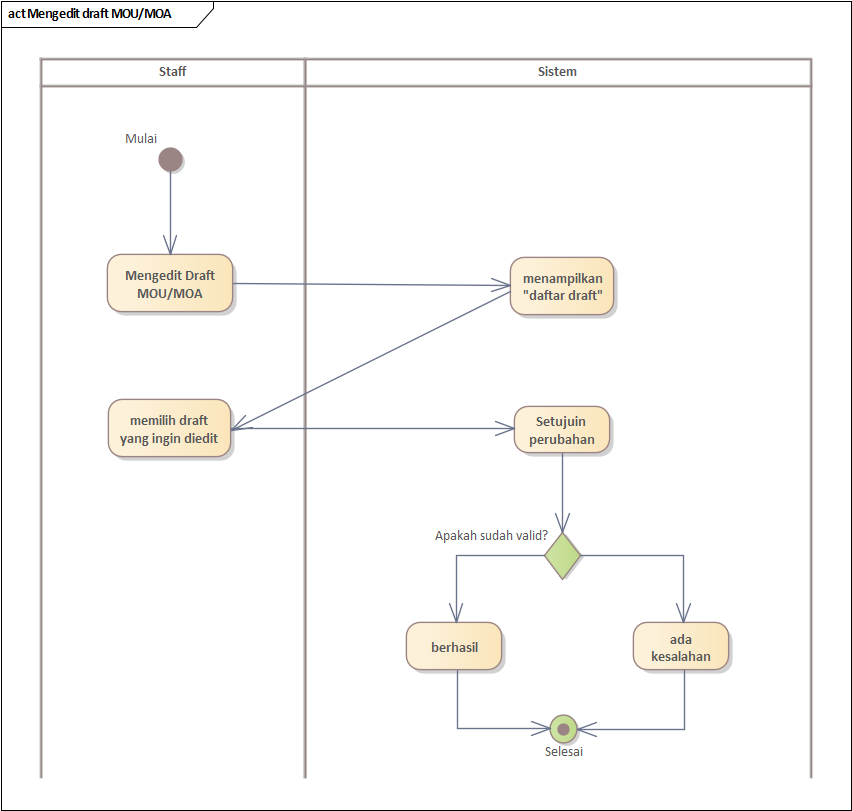 act Mengedit draft MOU/MOA
Staff
Sistem
Mulai
Mengedit Draft
MOU/MOA
menampilkan
"daftar draft"
memilih draft
yang ingin diedit
Setujuin
perubahan
Apakah sudah valid?
berhasil
ada
kesalahan
Selesai